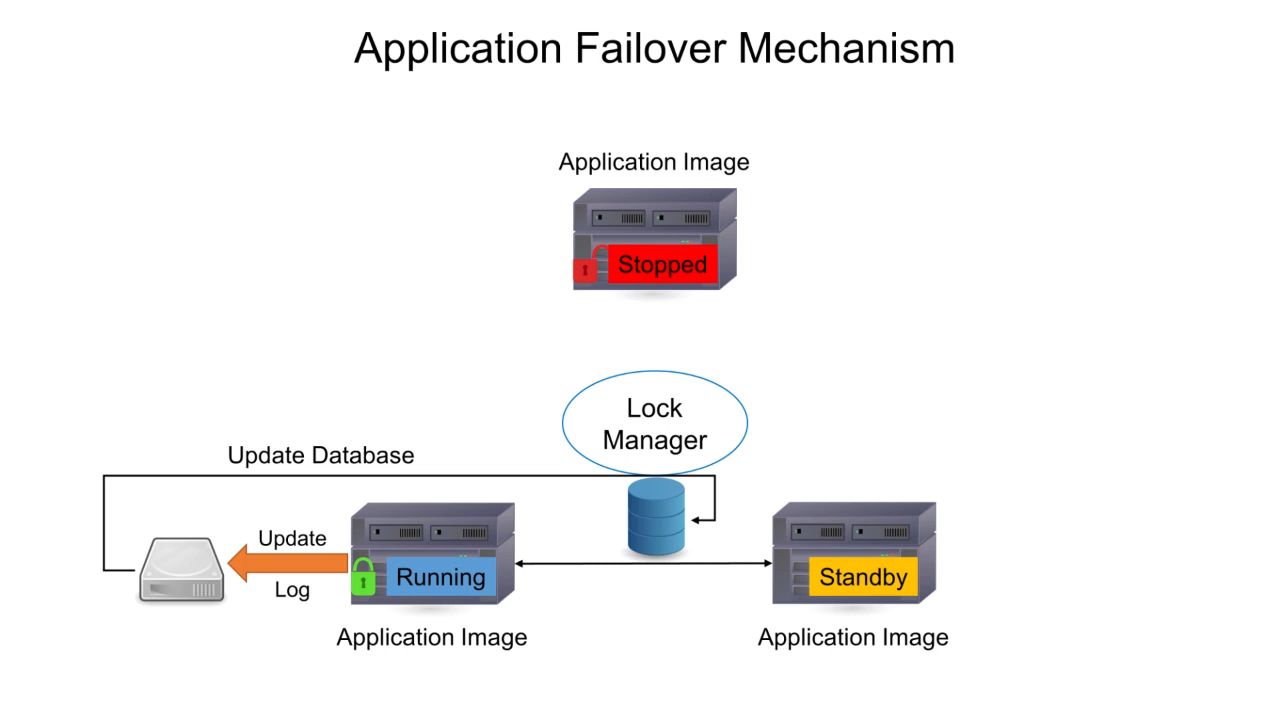 Application Failover Mechanism
Application Image
Stopped
Lock
Manager
Update Database
Update
Log
Running
Standby
Application Image
Application Image